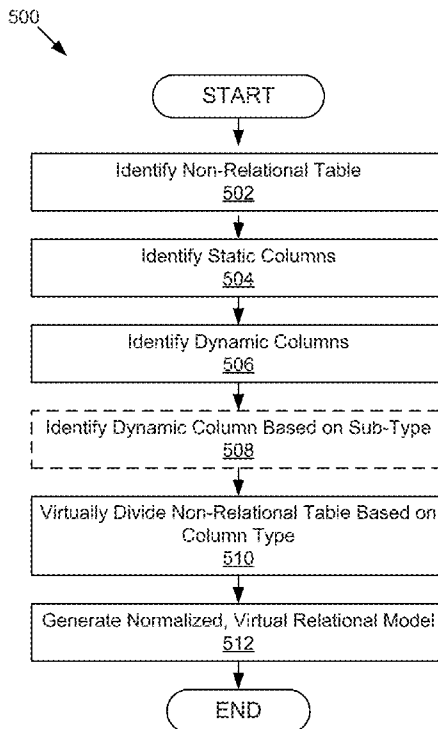 500
START
Identify Non-Relational Table
502
Identify Static Columns
504
Identify Dynamic Columns
506
Identify Dynamic Column Based on Sub-Type
508
Virtually Divide Non-Relational Table Based on
Column Type
510
Generate Normalized, Virtual Relational Model
512
END